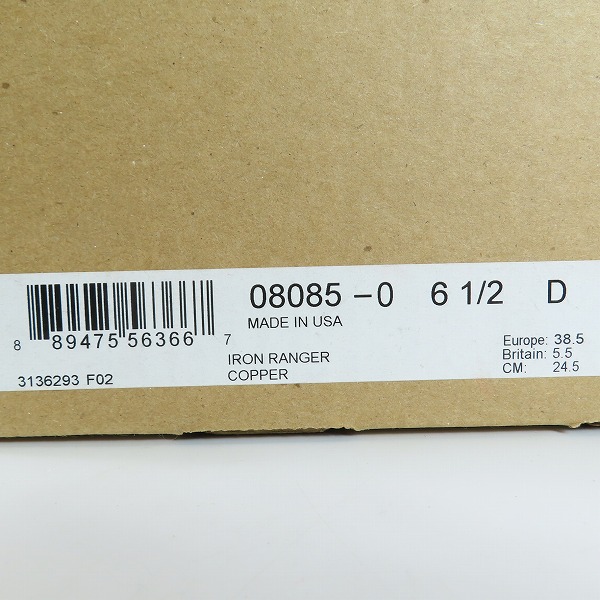 08085 –0 6 1/2 D
MADE IN USA
8 89475 56366 7
IRON RANGER
COPPER
3136293 F02
Europe: 38.5
Britain: 5.5
CM: 24.5